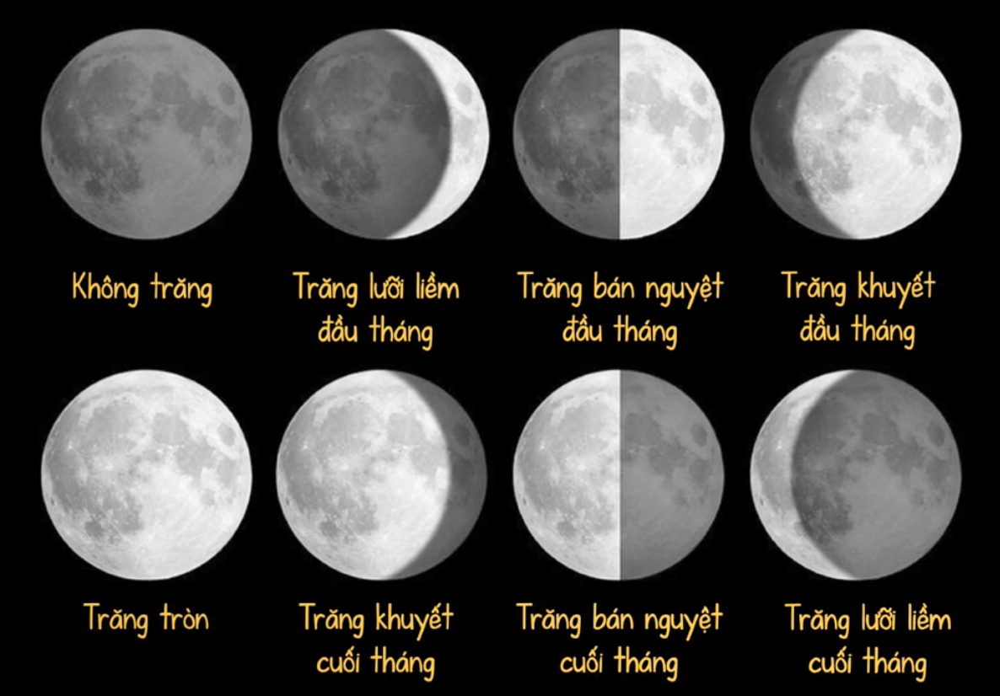 Không trăng
Trăng lưỡi liềm
đầu tháng
Trăng bán nguyệt
đầu tháng
Trăng khuyết
đầu tháng
Trăng tròn
Trăng khuyết
cuối tháng
Trăng bán nguyệt
cuối tháng
Trăng lưỡi liềm
cuối tháng